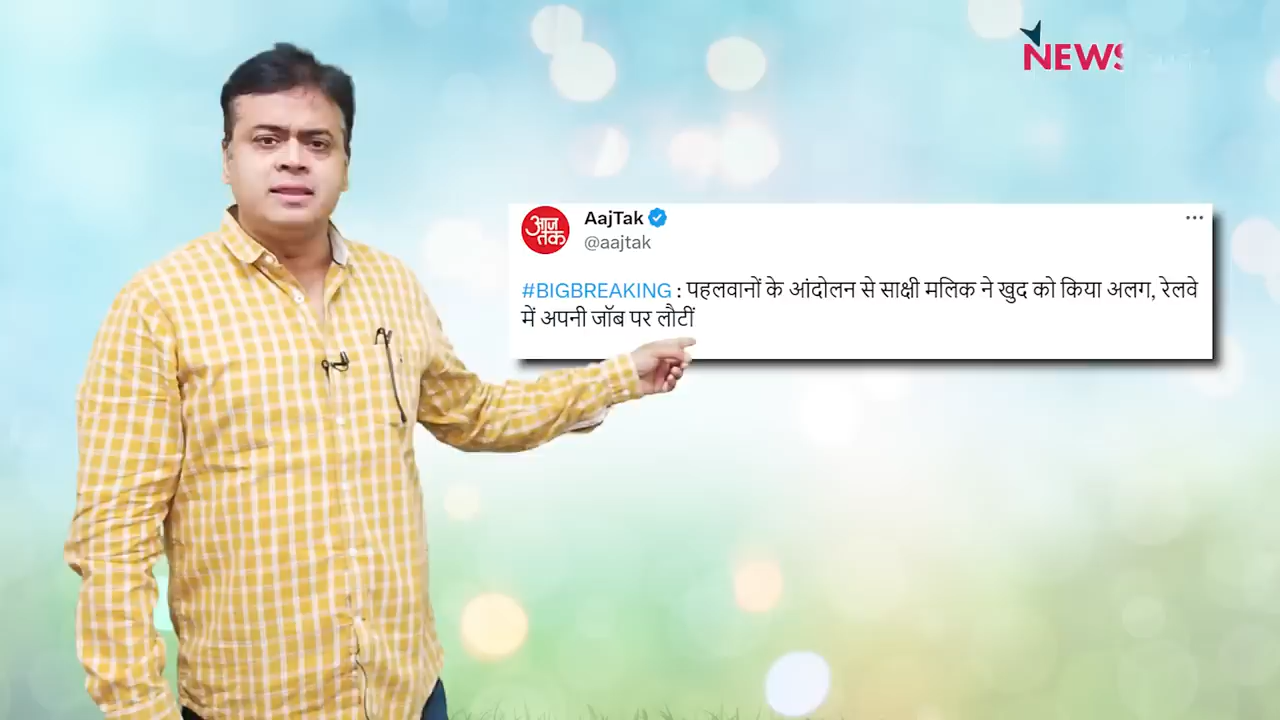 NEWS
आज
तक
AajTak
@aajtak
#BIGBREAKING : पहलवानों के आंदोलन से साक्षी मलिक ने खुद को किया अलग, रेलवे
में अपनी जॉब पर लौटीं